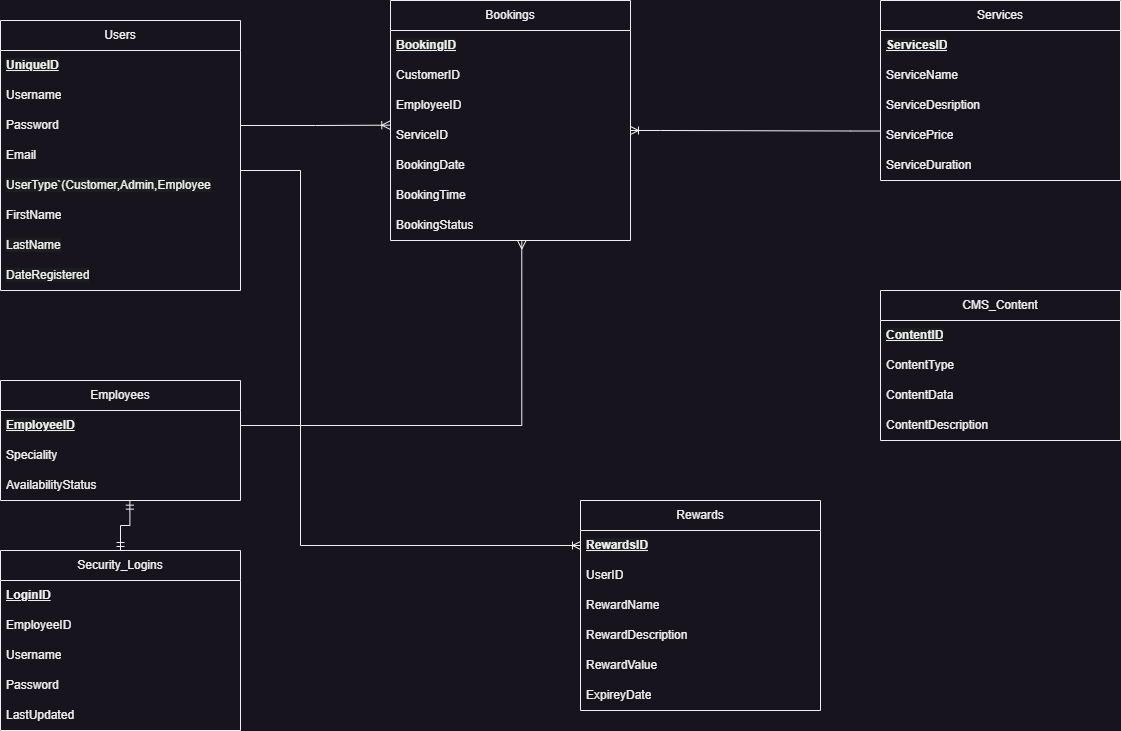 Users
UniqueID
Username
Password
Email
UserType`(Customer,Admin,Employee
FirstName
LastName
DateRegistered
Bookings
BookingID
CustomerID
EmployeeID
ServiceID
BookingDate
BookingTime
BookingStatus
Services
ServicesID
ServiceName
ServiceDesription
ServicePrice
ServiceDuration
CMS_Content
ContentID
ContentType
ContentData
ContentDescription
Employees
EmployeeID
Speciality
AvailabilityStatus
Security_Logins
LoginID
EmployeeID
Username
Password
LastUpdated
Rewards
RewardsID
UserID
RewardName
RewardDescription
RewardValue
ExpireyDate